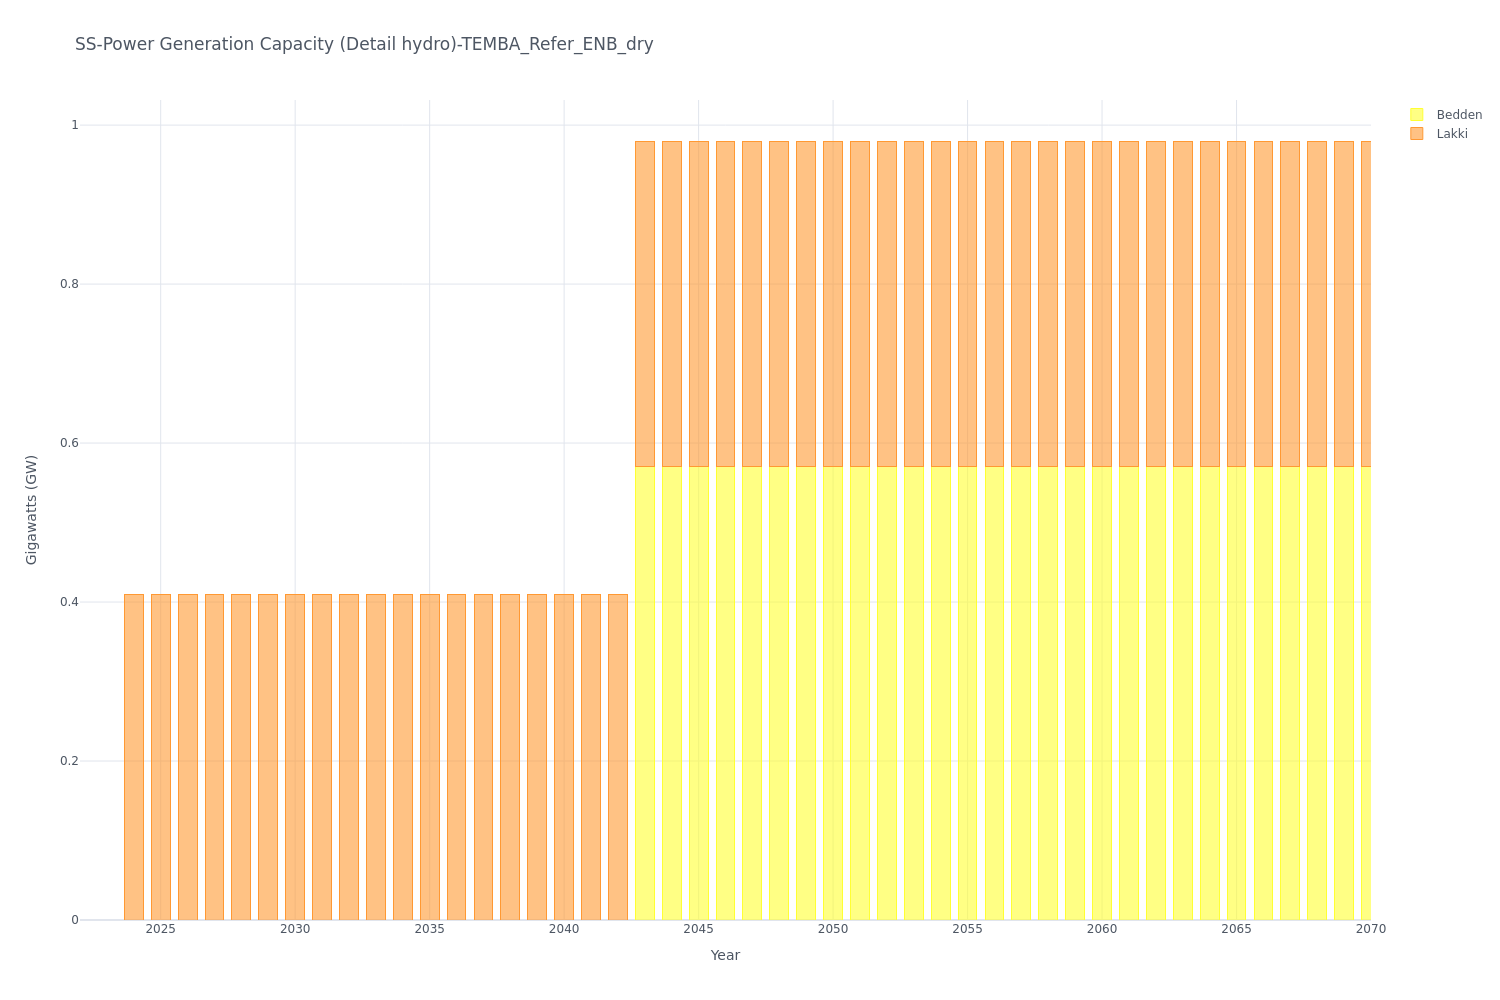 SS-Power Generation Capacity (Detail hydro)-TEMBA_Refer_ENB_dry
Bedden
Lakki
Gigawatts (GW)
1
0.8
0.6
0.4
0.2
0
2025 2030 2035 2040 2045 2050 2055 2060 2065 2070
Year